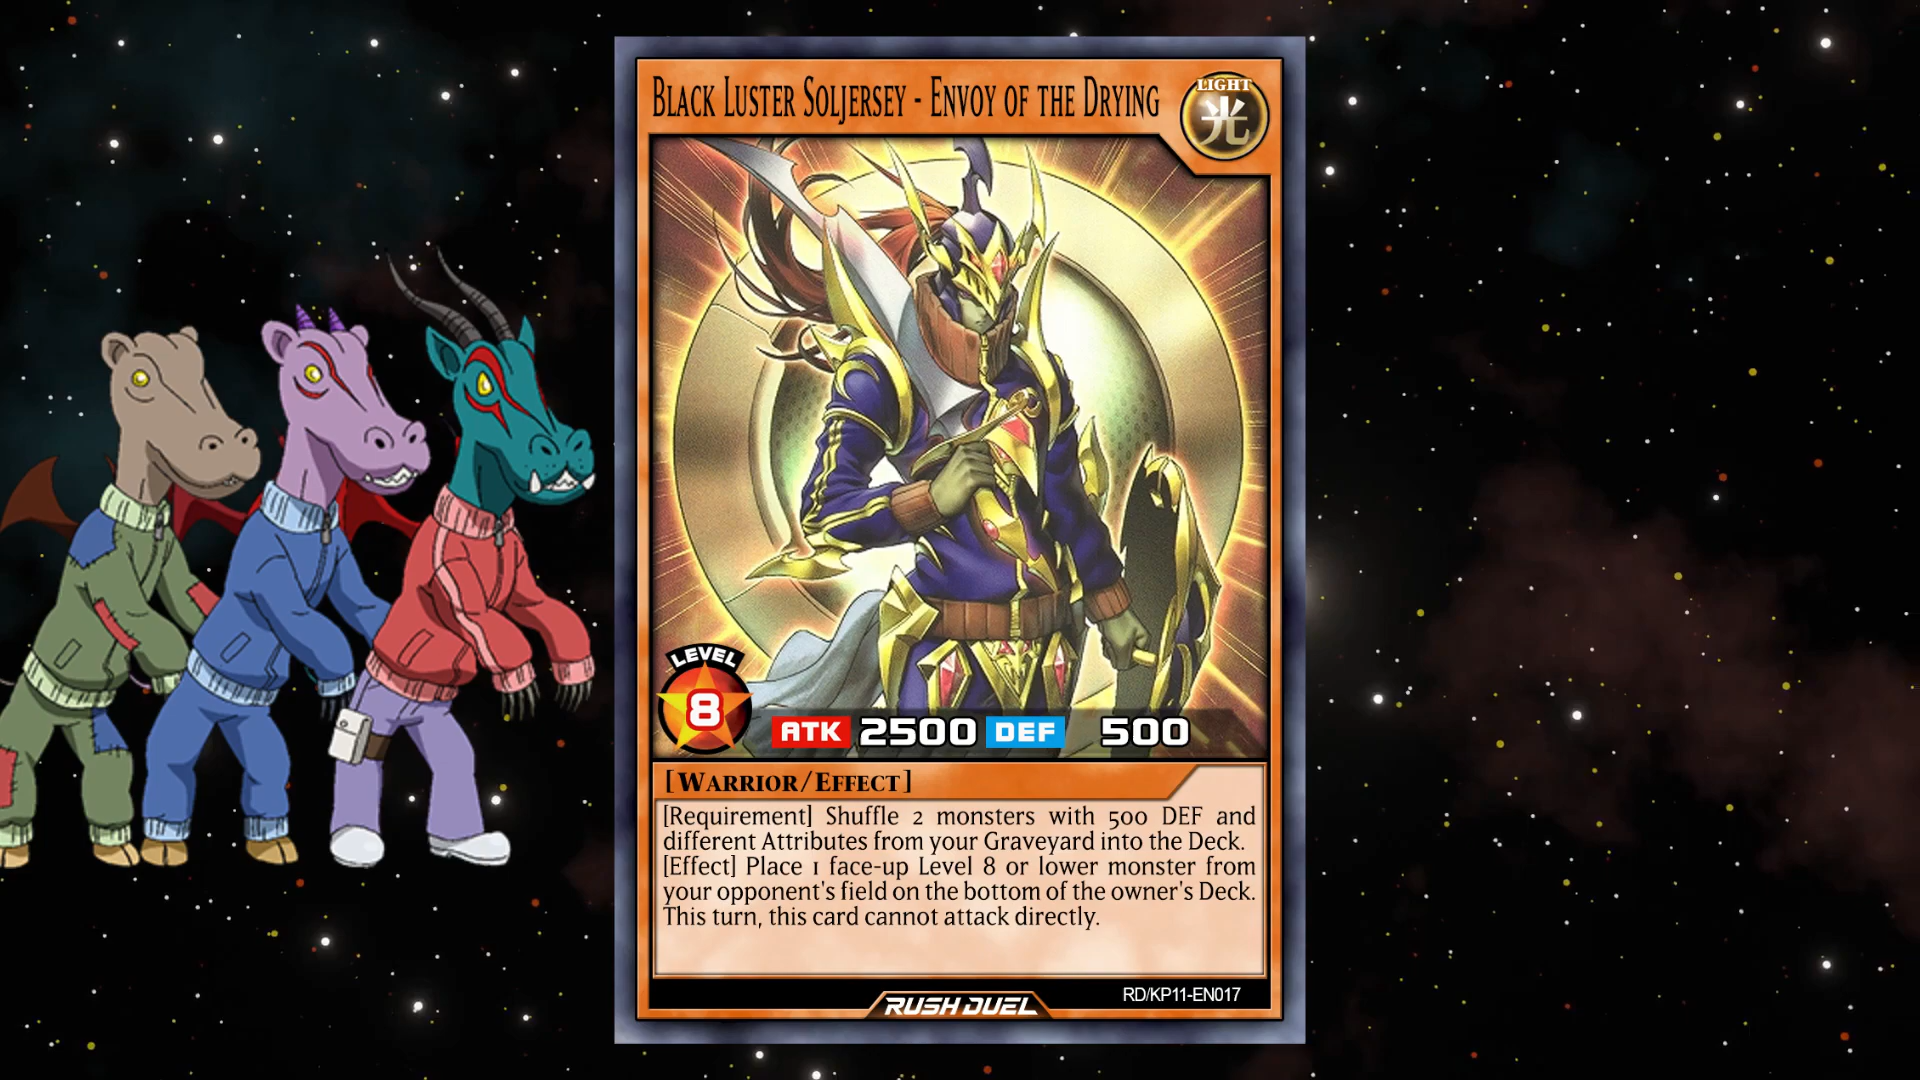 Black Luster Soljersey - Envoy of the Drying
LIGHT
光
LEVEL
8
ATK 2500 DEF 500
[Warrior/Effect]
[Requirement] Shuffle 2 monsters with 500 DEF and
different Attributes from your Graveyard into the Deck.
[Effect] Place 1 face-up Level 8 or lower monster from
your opponent's field on the bottom of the owner's Deck.
This turn, this card cannot attack directly.
RD/KP11-EN017
RUSH DUEL